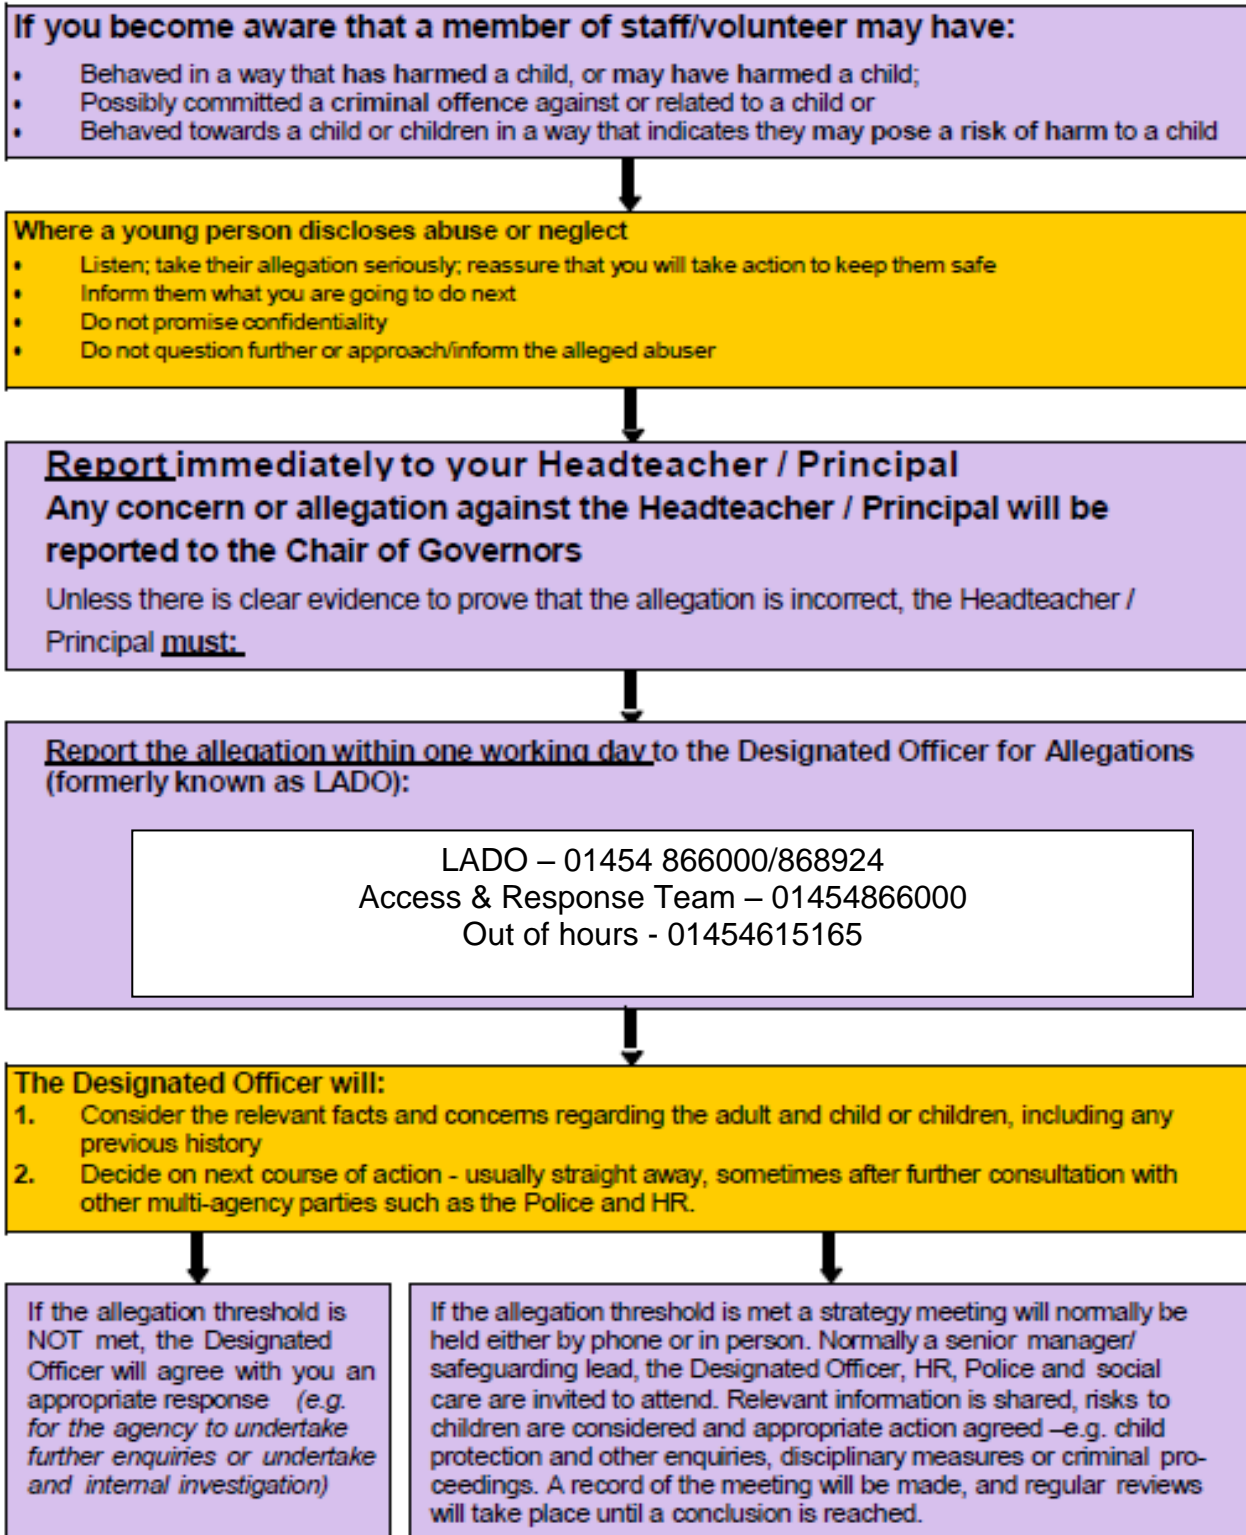 If you become aware that a member of staff/volunteer may have:
• Behaved in a way that has harmed a child, or may have harmed a child;
• Possibly committed a criminal offence against or related to a child or
• Behaved towards a child or children in a way that indicates they may pose a risk of harm to a child
Where a young person discloses abuse or neglect
• Listen; take their allegation seriously; reassure that you will take action to keep them safe
• Inform them what you are going to do next
• Do not promise confidentiality
• Do not question further or approach/inform the alleged abuser
Report immediately to your Headteacher / Principal
Any concern or allegation against the Headteacher / Principal will be
reported to the Chair of Governors
Unless there is clear evidence to prove that the allegation is incorrect, the Headteacher /
Principal must:
Report the allegation within one working day to the Designated Officer for Allegations
(formerly known as LADO):
LADO – 01454 866000/868924
Access & Response Team – 01454866000
Out of hours - 01454615165
The Designated Officer will:
1. Consider the relevant facts and concerns regarding the adult and child or children, including any
previous history
2. Decide on next course of action - usually straight away, sometimes after further consultation with
other multi-agency parties such as the Police and HR.
If the allegation threshold is
NOT met, the Designated
Officer will agree with you an
appropriate response (e.g.
for the agency to undertake
further enquiries or undertake
and internal investigation)
If the allegation threshold is met a strategy meeting will normally be
held either by phone or in person. Normally a senior manager/
safeguarding lead, the Designated Officer, HR, Police and social
care are invited to attend. Relevant information is shared, risks to
children are considered and appropriate action agreed –e.g. child
protection and other enquiries, disciplinary measures or criminal pro-
ceedings. A record of the meeting will be made, and regular reviews
will take place until a conclusion is reached.